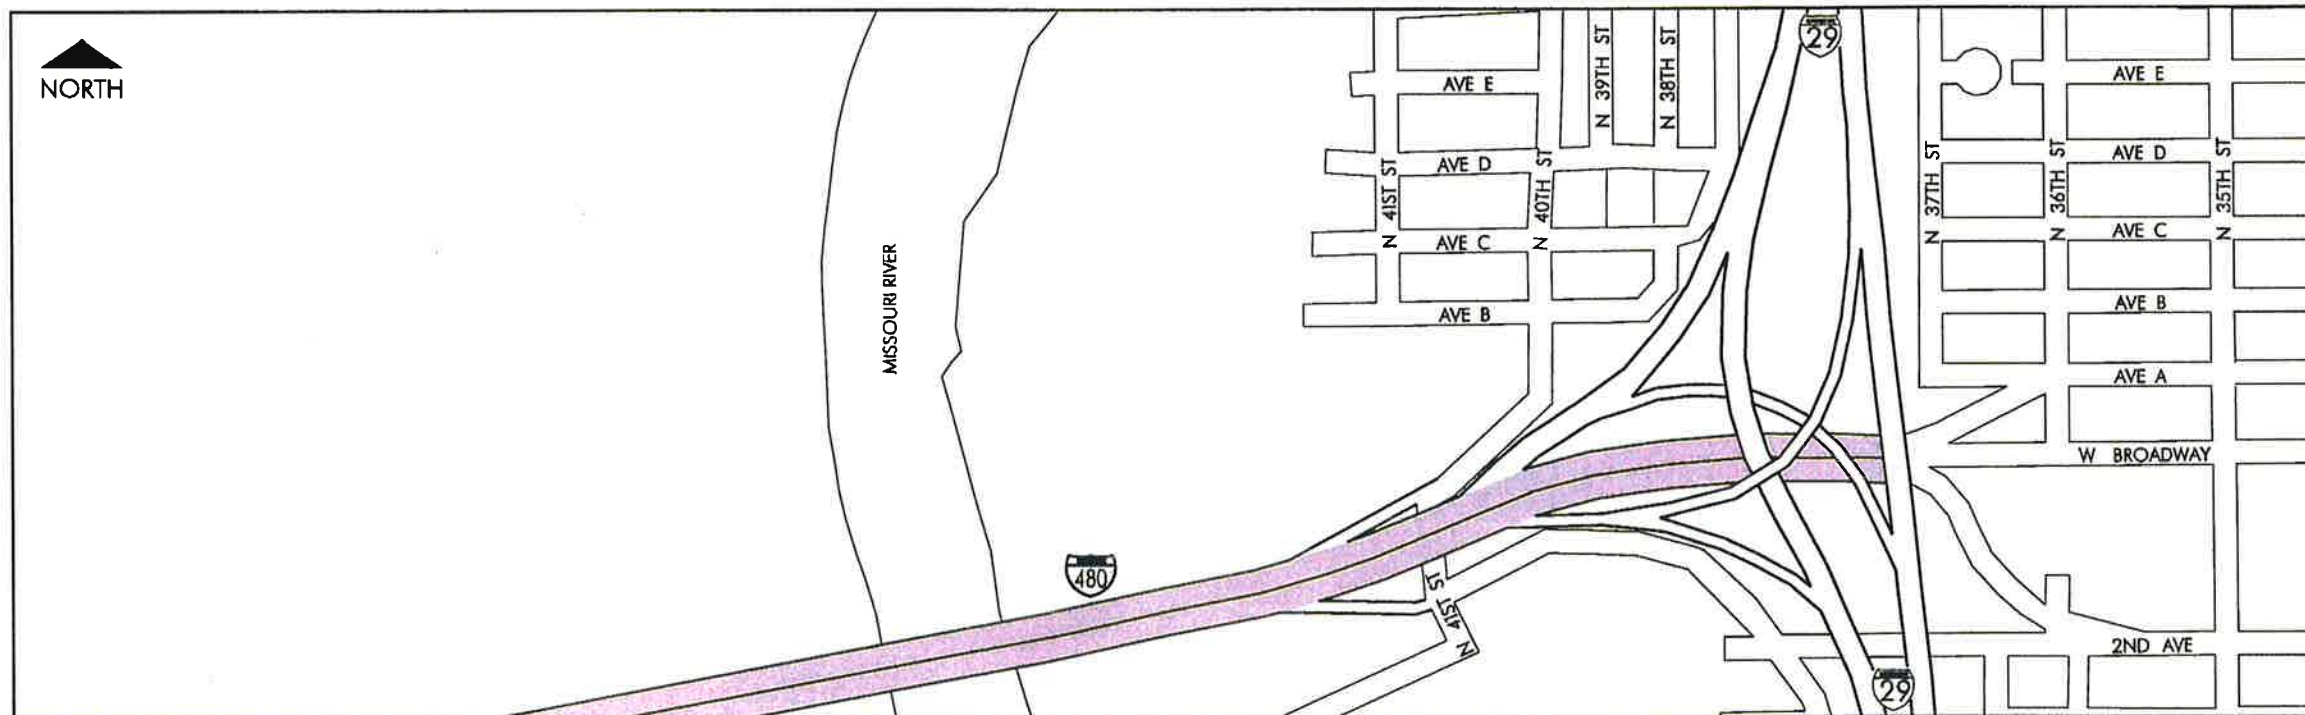 NORTH
29
N 39TH ST
N 38TH ST
AVE E
AVE E
AVE D
AVE D
N 41ST ST
N 40TH ST
N 37TH ST
N 36TH ST
N 35TH ST
AVE C
AVE C
MISSOURI RIVER
AVE B
AVE B
AVE A
W BROADWAY
480
N 41ST ST
2ND AVE
29